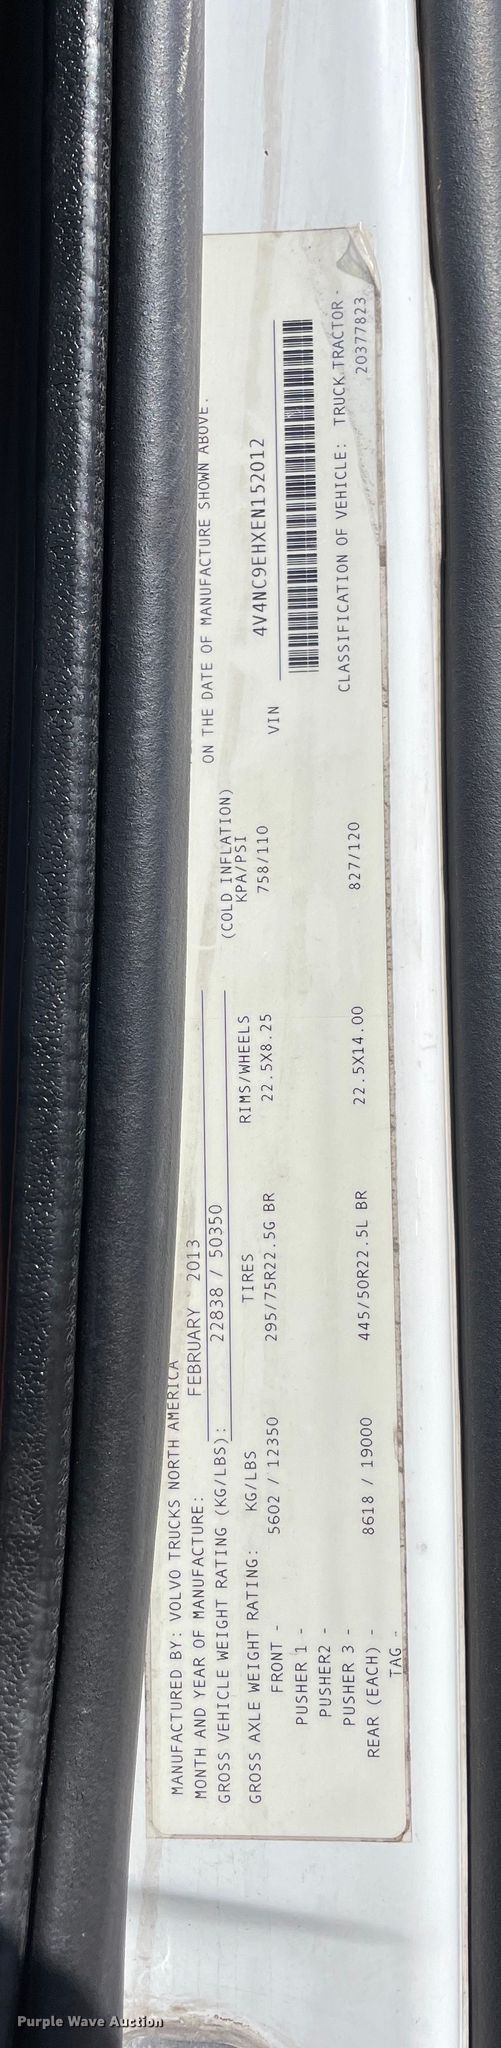 MANUFACTURED BY: VOLVO TRUCKS NORTH AMERICA
MONTH AND YEAR OF MANUFACTURE: FEBRUARY 2013
GROSS VEHICLE WEIGHT RATING (KG/LBS): 22838 / 50350
ON THE DATE OF MANUFACTURE SHOWN ABOVE.
(COLD INFLATION)
GROSS AXLE WEIGHT RATING: KG/LBS TIRES RIMS/WHEELS KPA/PSI
FRONT - 5602 / 12350 295/75R22.5G BR 22.5X8.25 758/110
VIN 4V4NC9EHXEN152012
PUSHER 1 -
PUSHER2 -
PUSHER 3 -
REAR (EACH) - 8618 / 19000 445/50R22.5L BR 22.5X14.00 827/120
CLASSIFICATION OF VEHICLE: TRUCK TRACTOR.
TAG -
20377823
Purple Wave Auction